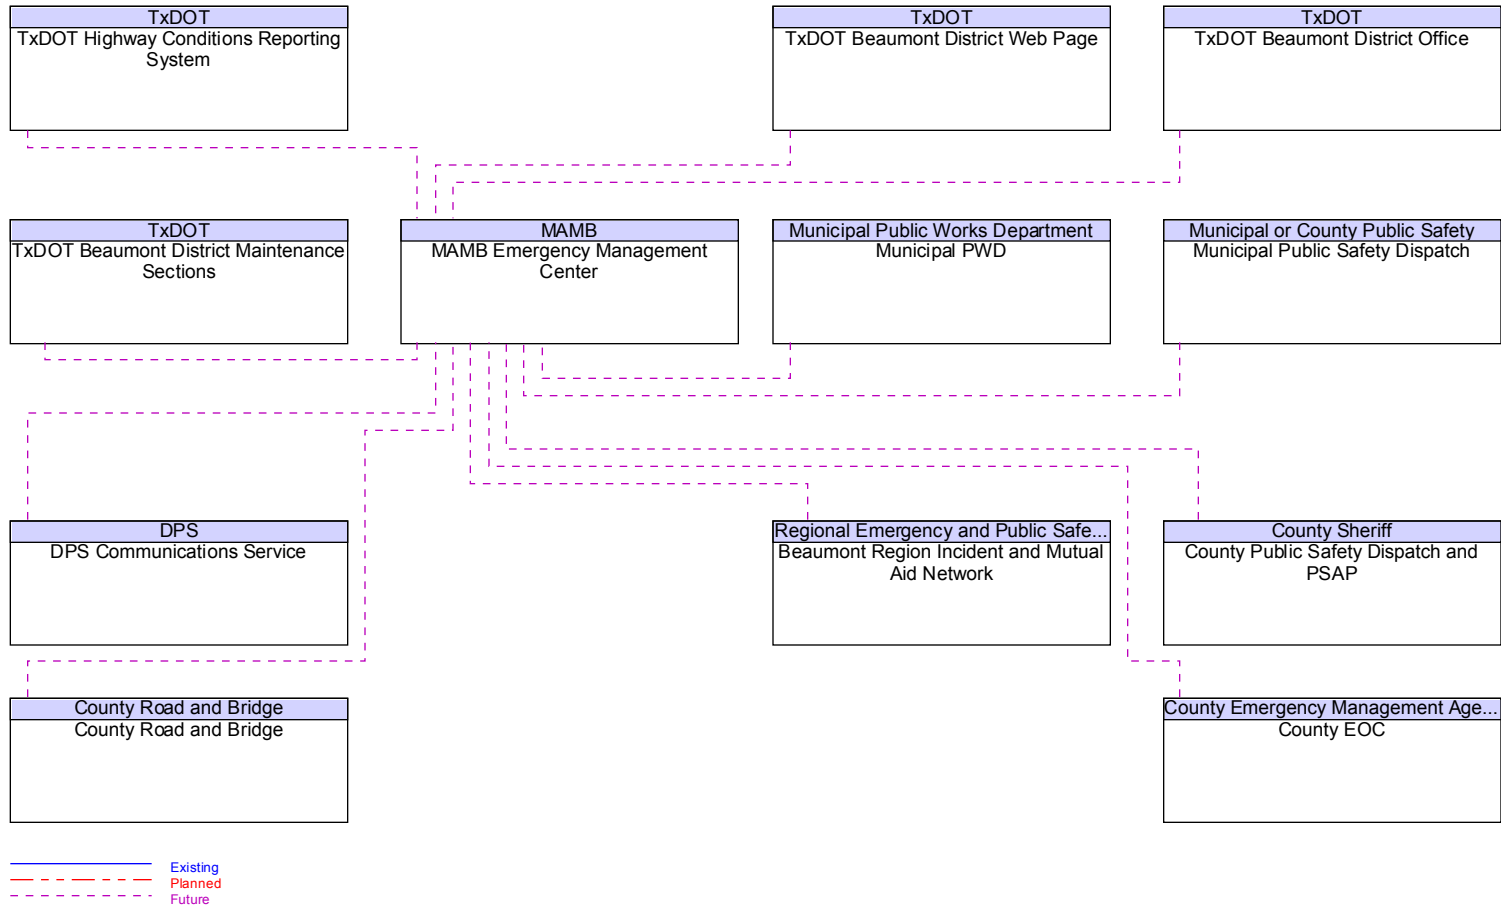 TxDOT
TxDOT Highway Conditions Reporting
System
TxDOT
TxDOT Beaumont District Web Page
TxDOT
TxDOT Beaumont District Office
TxDOT
TxDOT Beaumont District Maintenance
Sections
MAMB
MAMB Emergency Management
Center
Municipal Public Works Department
Municipal PWD
Municipal or County Public Safety
Municipal Public Safety Dispatch
DPS
DPS Communications Service
Regional Emergency and Public Safe...
Beaumont Region Incident and Mutual
Aid Network
County Sheriff
County Public Safety Dispatch and
PSAP
County Road and Bridge
County Road and Bridge
County Emergency Management Age...
County EOC
Existing
Planned
Future